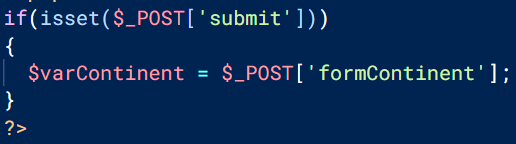 if(isset($_POST['submit']))
{
  $varContinent = $_POST['formContinent'];
}
?>